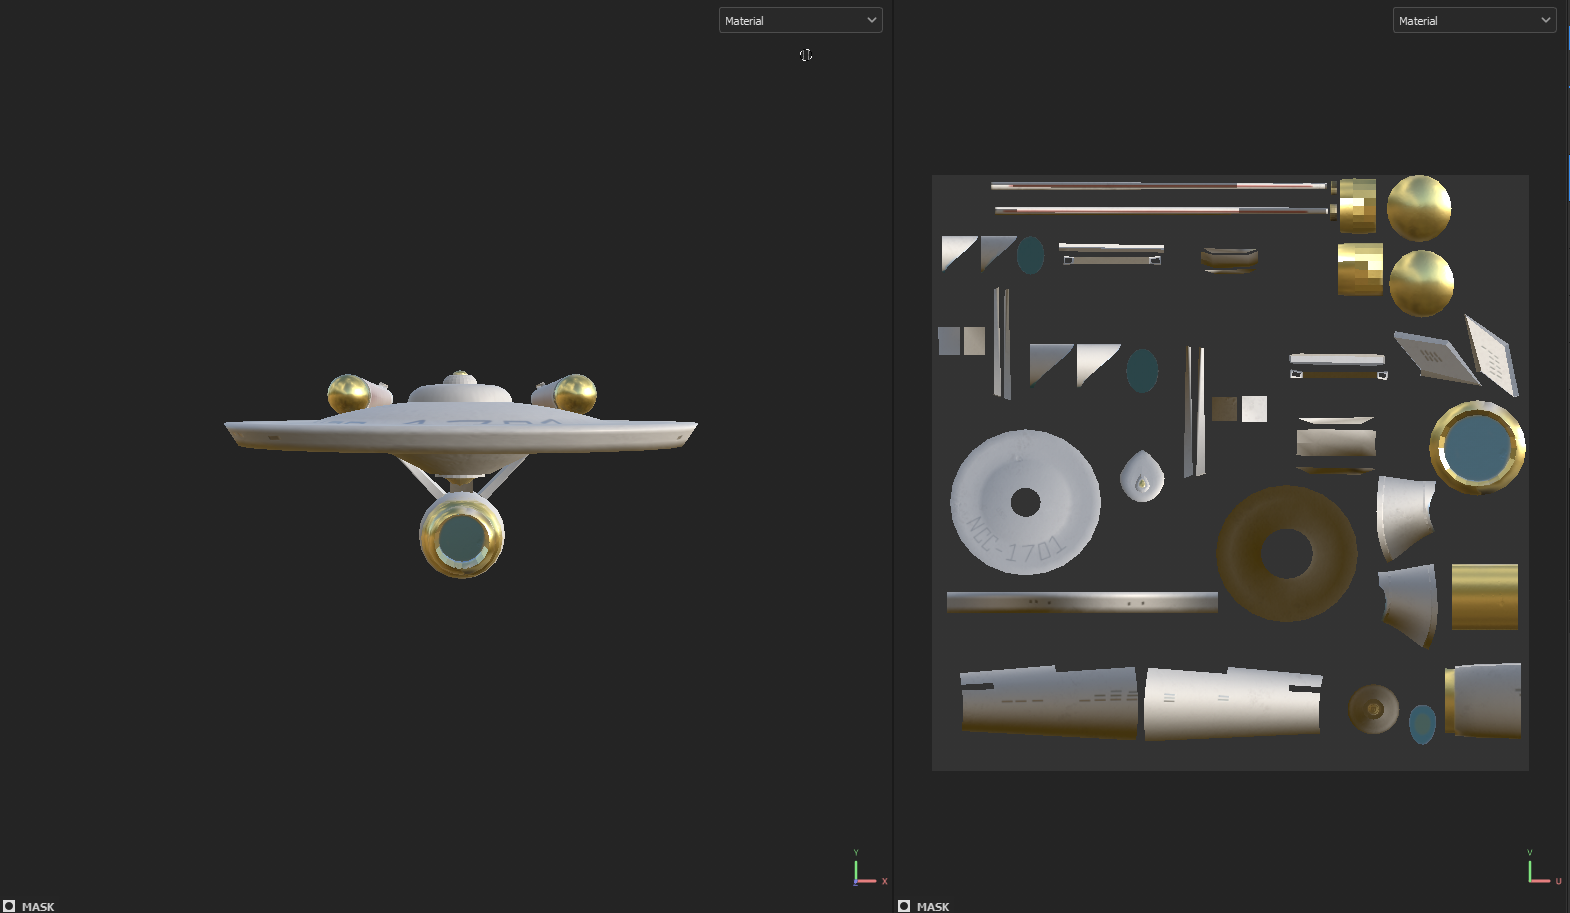 Material
Material
NCC-1701
Y
X
V
U
MASK
MASK